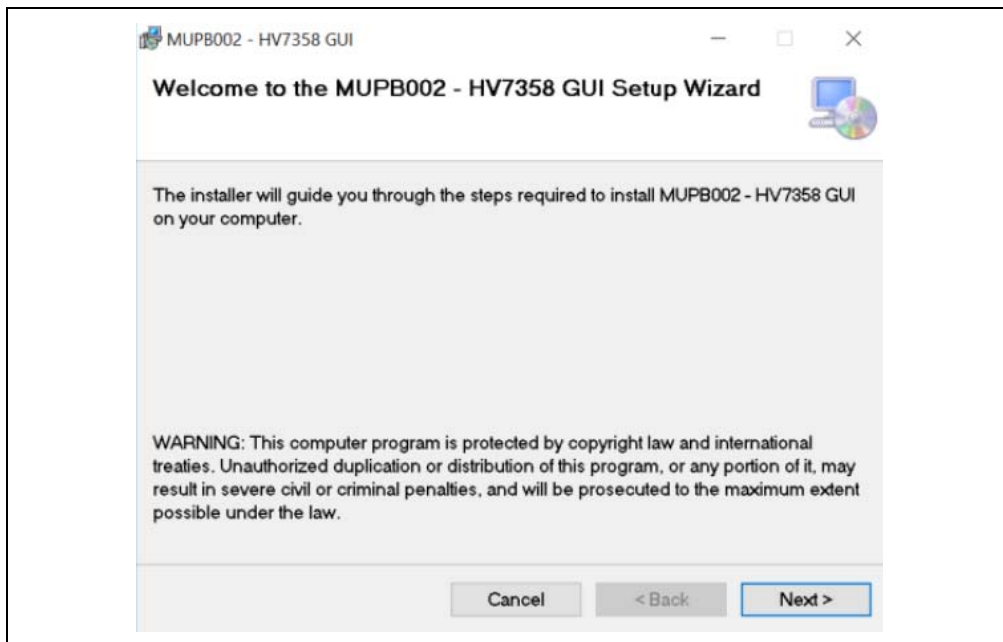 MUPB002 - HV7358 GUI
Welcome to the MUPB002 - HV7358 GUI Setup Wizard
The installer will guide you through the steps required to install MUPB002 - HV7358 GUI
on your computer.
WARNING: This computer program is protected by copyright law and international
treaties. Unauthorized duplication or distribution of this program, or any portion of it, may
result in severe civil or criminal penalties, and will be prosecuted to the maximum extent
possible under the law.
Cancel < Back Next >